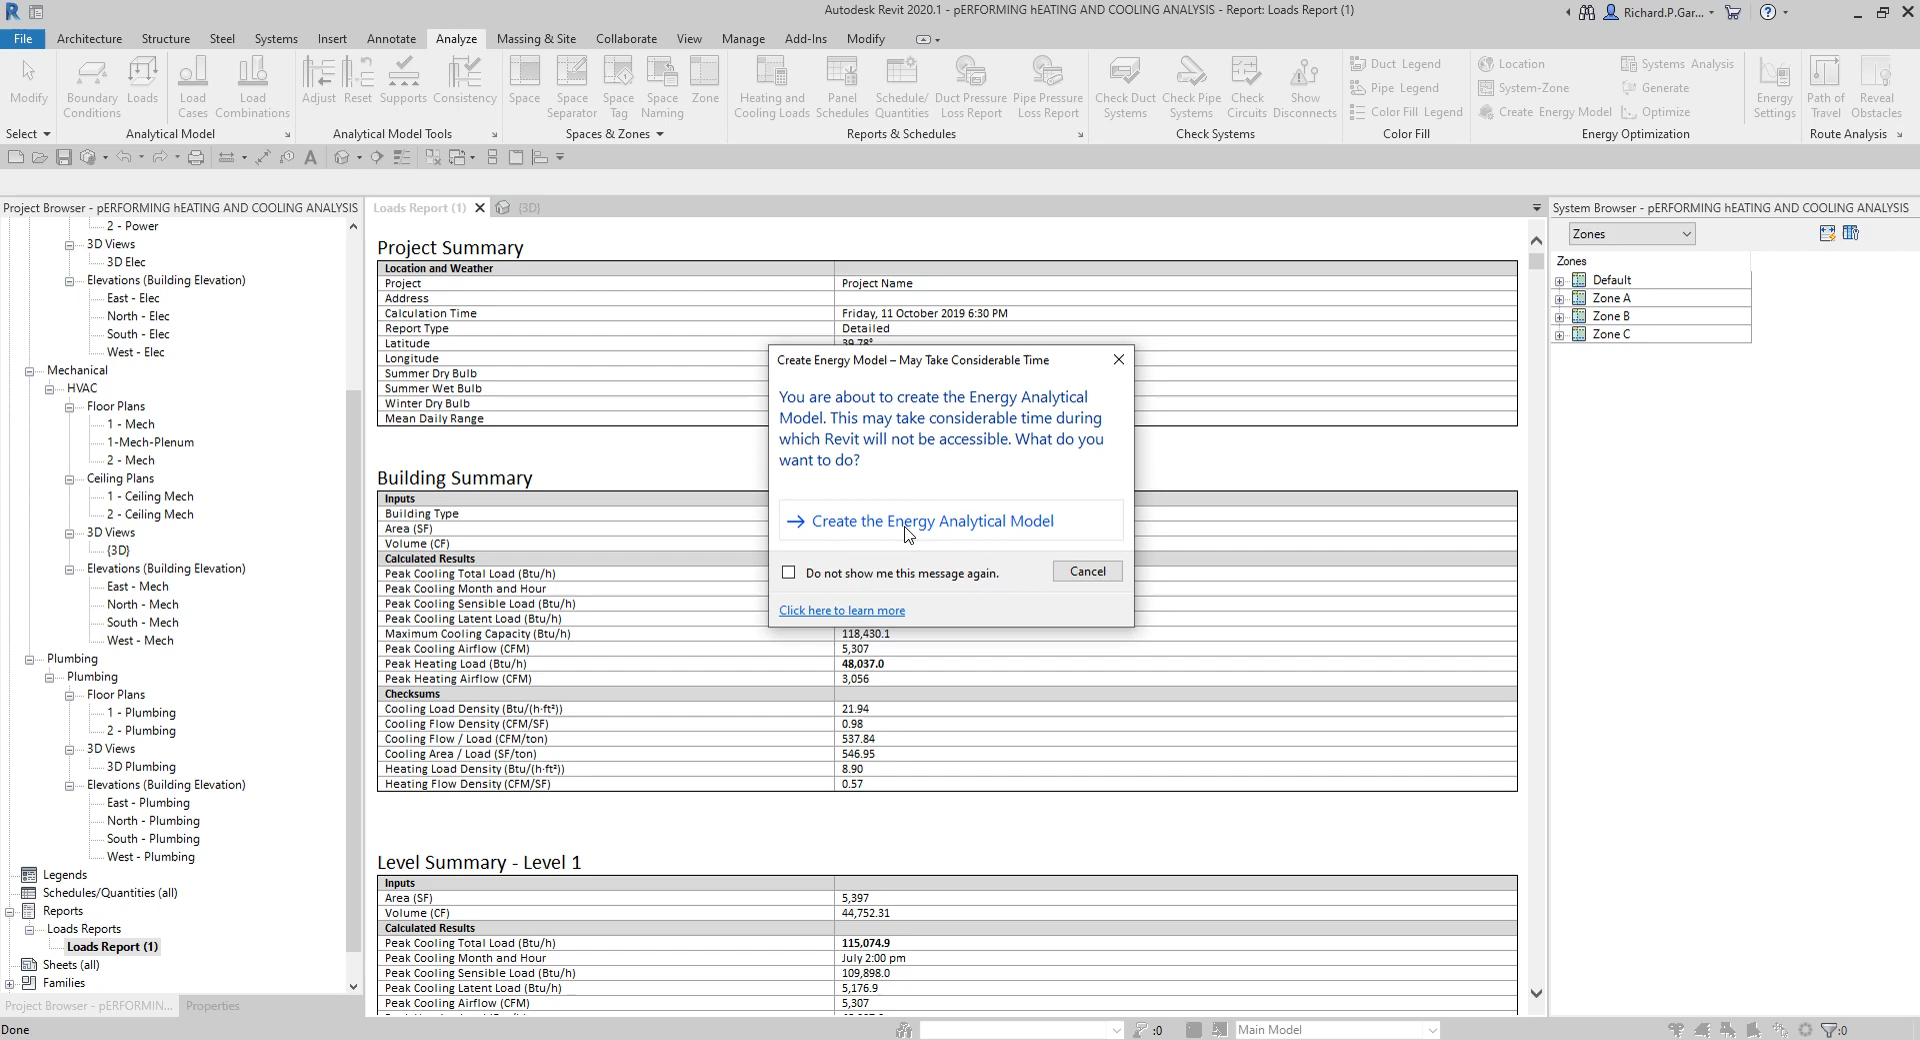 Autodesk Revit 2020.1 - pERFORMING hEATING AND COOLING ANALYSIS - Report: Loads Report (1)
Richard.P.Gar...
File Architecture Structure Steel Systems Insert Annotate Analyze Massing & Site Collaborate View Manage Add-Ins Modify
Modify
Boundary Conditions
Loads
Load Cases
Load Combinations
Adjust
Reset
Supports
Consistency
Space
Space Separator
Space Tag
Space Naming
Zone
Heating and Cooling Loads
Panel Schedules
Schedule/ Quantities
Duct Pressure Loss Report
Pipe Pressure Loss Report
Check Duct Systems
Check Pipe Systems
Check Circuits
Show Disconnects
Duct Legend
Pipe Legend
Color Fill Legend
Location
System-Zone
Create Energy Model
Systems Analysis
Generate
Optimize
Energy Settings
Path of Travel
Reveal Obstacles
Select
Analytical Model
Analytical Model Tools
Spaces & Zones
Reports & Schedules
Check Systems
Color Fill
Energy Optimization
Route Analysis
Project Browser - pERFORMING hEATING AND COOLING ANALYSIS
2 - Power
3D Views
3D Elec
Elevations (Building Elevation)
East - Elec
North - Elec
South - Elec
West - Elec
Mechanical
HVAC
Floor Plans
1 - Mech
1-Mech-Plenum
2 - Mech
Ceiling Plans
1 - Ceiling Mech
2 - Ceiling Mech
3D Views
{3D}
Elevations (Building Elevation)
East - Mech
North - Mech
South - Mech
West - Mech
Plumbing
Plumbing
Floor Plans
1 - Plumbing
2 - Plumbing
3D Views
3D Plumbing
Elevations (Building Elevation)
East - Plumbing
North - Plumbing
South - Plumbing
West - Plumbing
Legends
Schedules/Quantities (all)
Reports
Loads Reports
Loads Report (1)
Sheets (all)
Families
Project Browser - pERFORMIN...
Properties
Loads Report (1)
{3D}
Project Summary
Location and Weather
Project Project Name
Address
Calculation Time Friday, 11 October 2019 6:30 PM
Report Type Detailed
Latitude 39.78°
Longitude
Summer Dry Bulb
Summer Wet Bulb
Winter Dry Bulb
Mean Daily Range
Building Summary
Inputs
Building Type
Area (SF)
Volume (CF)
Calculated Results
Peak Cooling Total Load (Btu/h)
Peak Cooling Month and Hour
Peak Cooling Sensible Load (Btu/h)
Peak Cooling Latent Load (Btu/h)
Maximum Cooling Capacity (Btu/h) 118,430.1
Peak Cooling Airflow (CFM) 5,307
Peak Heating Load (Btu/h) 48,037.0
Peak Heating Airflow (CFM) 3,056
Checksums
Cooling Load Density (Btu/(h·ft²)) 21.94
Cooling Flow Density (CFM/SF) 0.98
Cooling Flow / Load (CFM/ton) 537.84
Cooling Area / Load (SF/ton) 546.95
Heating Load Density (Btu/(h·ft²)) 8.90
Heating Flow Density (CFM/SF) 0.57
Level Summary - Level 1
Inputs
Area (SF) 5,397
Volume (CF) 44,752.31
Calculated Results
Peak Cooling Total Load (Btu/h) 115,074.9
Peak Cooling Month and Hour July 2:00 pm
Peak Cooling Sensible Load (Btu/h) 109,898.0
Peak Cooling Latent Load (Btu/h) 5,176.9
Peak Cooling Airflow (CFM) 5,307
Create Energy Model – May Take Considerable Time
You are about to create the Energy Analytical
Model. This may take considerable time during
which Revit will not be accessible. What do you
want to do?
Create the Energy Analytical Model
Do not show me this message again.
Cancel
Click here to learn more
System Browser - pERFORMING hEATING AND COOLING ANALYSIS
Zones
Zones
Default
Zone A
Zone B
Zone C
Done
:0
Main Model
:0